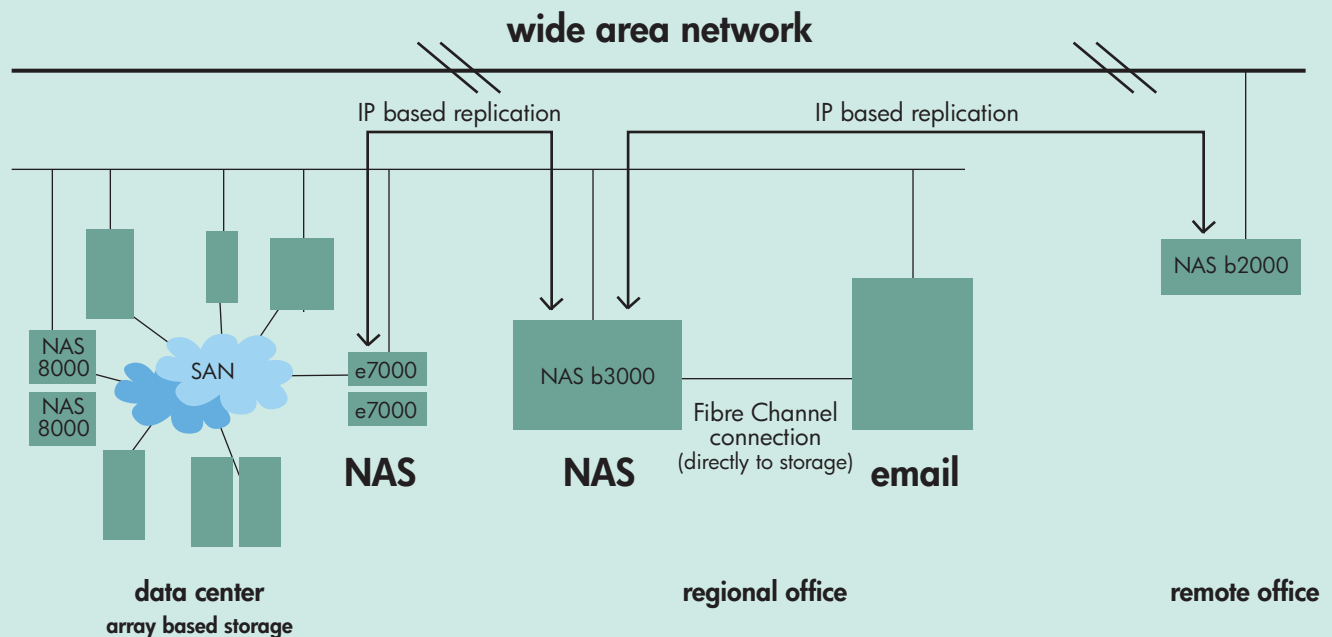 wide area network
IP based replication
IP based replication
NAS
8000
NAS
8000
SAN
e7000
e7000
NAS
NAS b3000
NAS
Fibre Channel
connection
(directly to storage)
email
NAS b2000
data center
array based storage
regional office
remote office